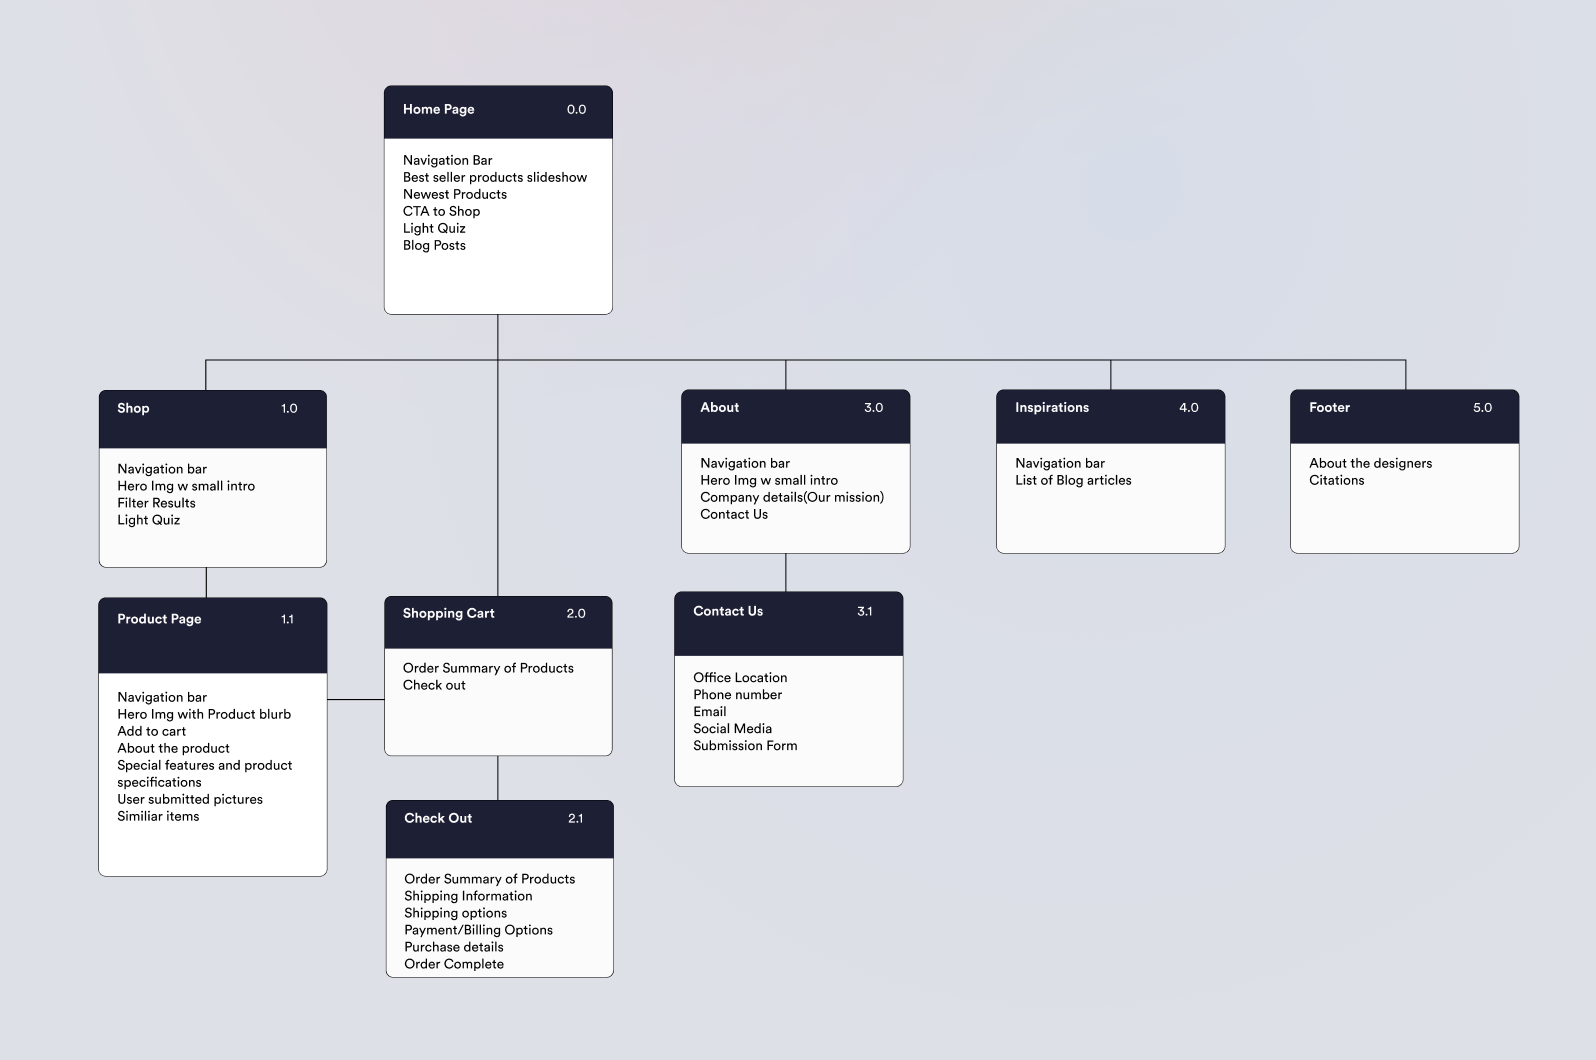 Home Page 0.0
Navigation Bar
Best seller products slideshow
Newest Products
CTA to Shop
Light Quiz
Blog Posts
Shop 1.0
Navigation bar
Hero Img w small intro
Filter Results
Light Quiz
Product Page 1.1
Navigation bar
Hero Img with Product blurb
Add to cart
About the product
Special features and product
specifications
User submitted pictures
Similiar items
Shopping Cart 2.0
Order Summary of Products
Check out
Check Out 2.1
Order Summary of Products
Shipping Information
Shipping options
Payment/Billing Options
Purchase details
Order Complete
About 3.0
Navigation bar
Hero Img w small intro
Company details(Our mission)
Contact Us
Contact Us 3.1
Office Location
Phone number
Email
Social Media
Submission Form
Inspirations 4.0
Navigation bar
List of Blog articles
Footer 5.0
About the designers
Citations